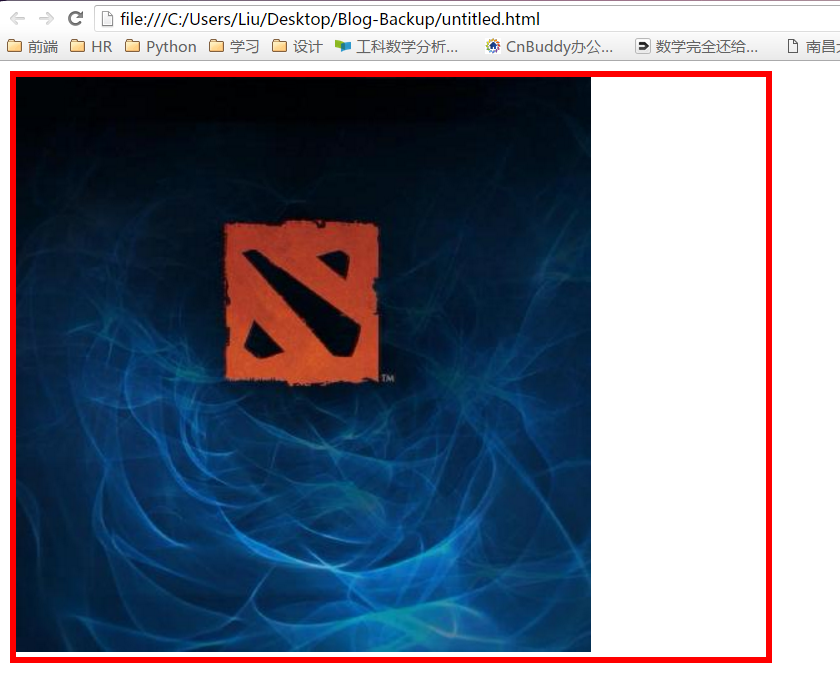 file:///C:/Users/Liu/Desktop/Blog-Backup/untitled.html
前端 HR Python 学习 设计 工科数学分析... CnBuddy办公... 数学完全还给... 南昌
TM